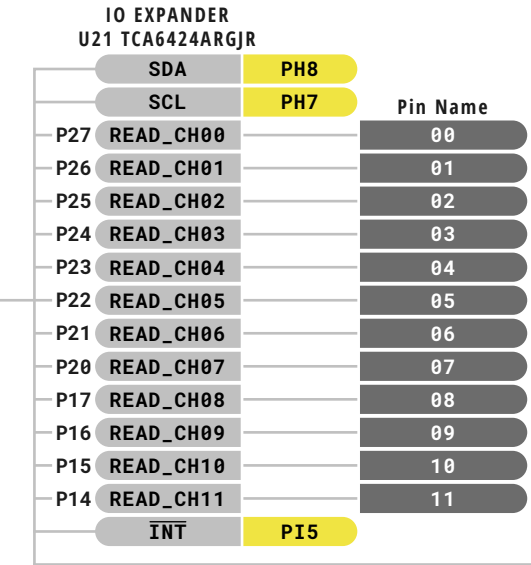 IO EXPANDER
U21 TCA6424ARGJR
SDA PH8
SCL PH7 Pin Name
P27 READ_CH00 00
P26 READ_CH01 01
P25 READ_CH02 02
P24 READ_CH03 03
P23 READ_CH04 04
P22 READ_CH05 05
P21 READ_CH06 06
P20 READ_CH07 07
P17 READ_CH08 08
P16 READ_CH09 09
P15 READ_CH10 10
P14 READ_CH11 11
INT PI5